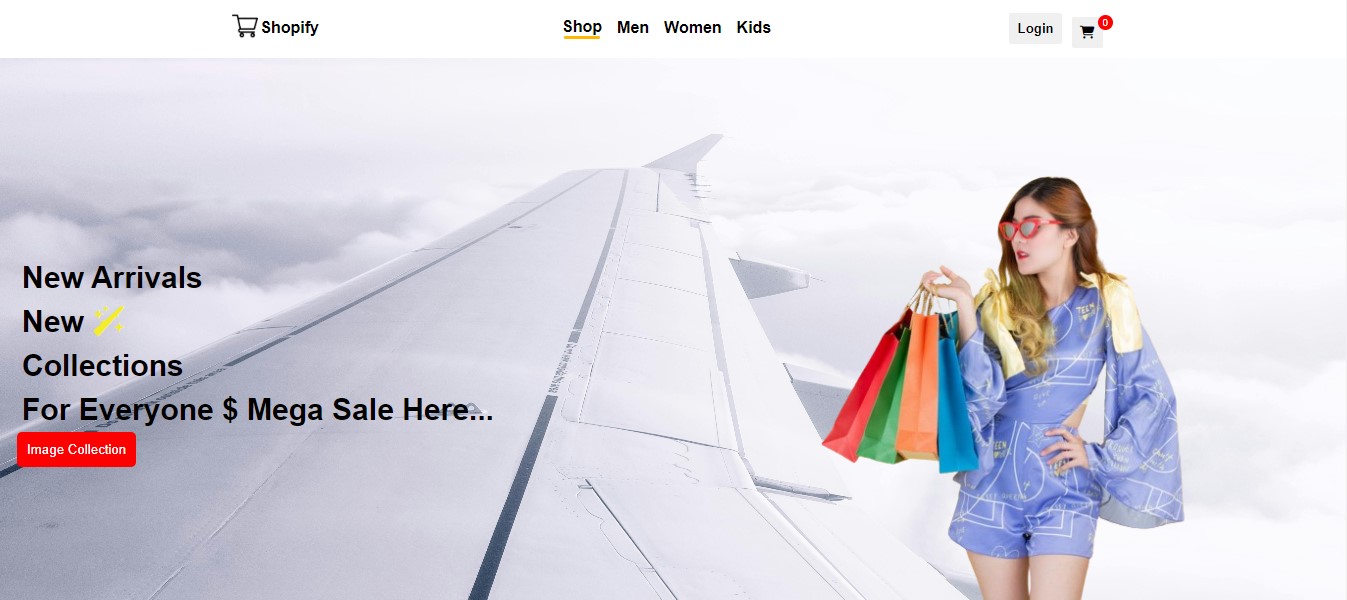 Shopify
Shop Men Women Kids
Login
0
New Arrivals
New
Collections
For Everyone $ Mega Sale Here...
Image Collection